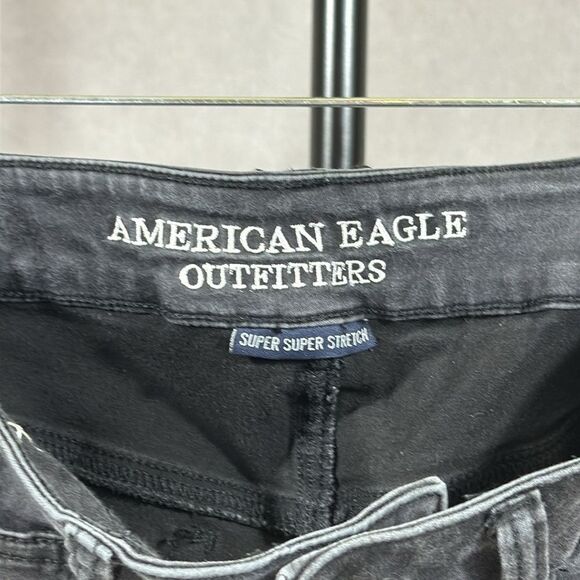 AMERICAN EAGLE
OUTFITTERS
SUPER SUPER STRETCH